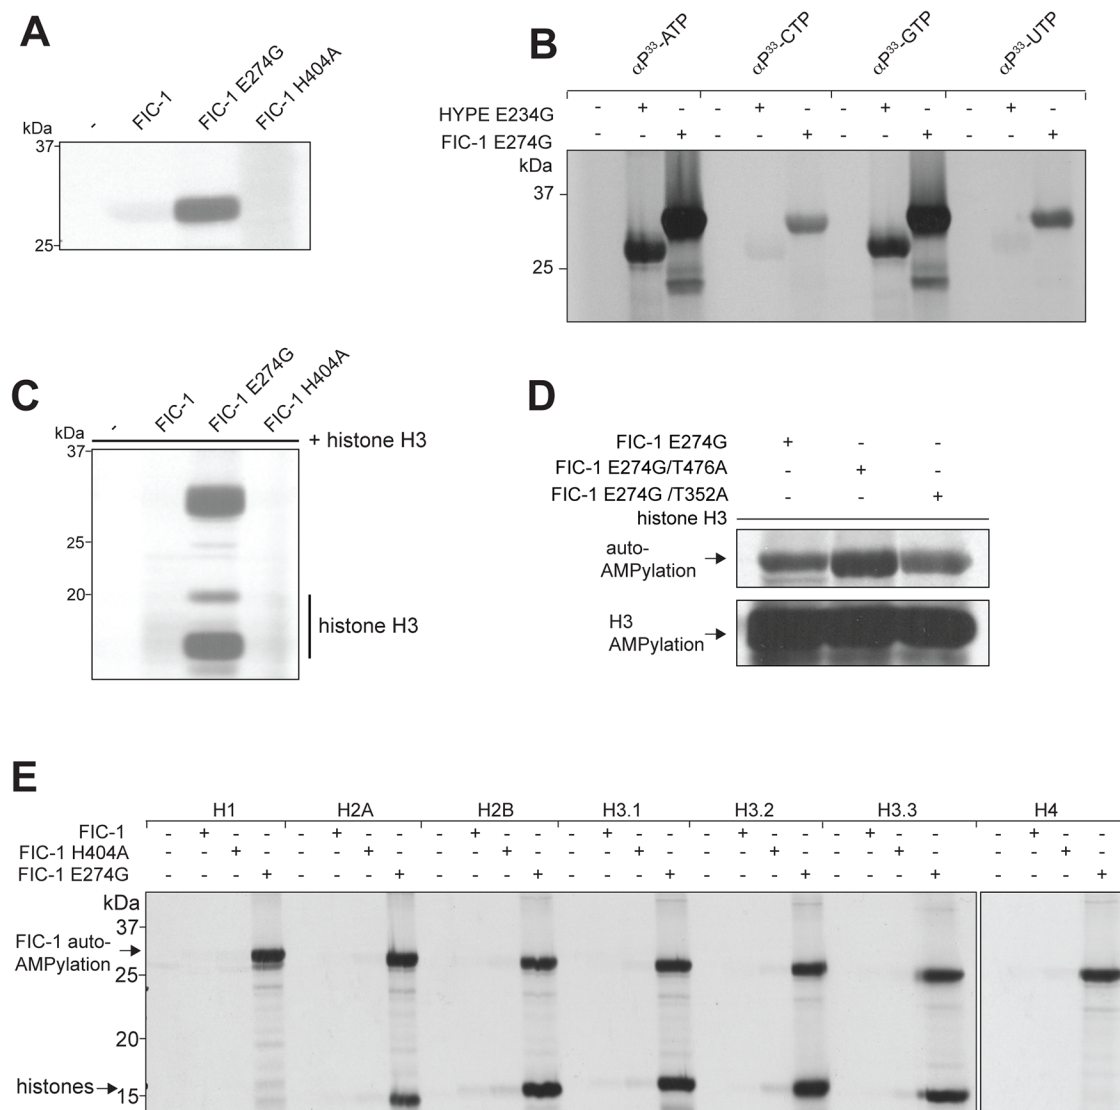 A
- FIC-1 FIC-1 E274G FIC-1 H404A
kDa
37
25
B
αP³³-ATP αP³³-CTP αP³³-GTP αP³³-UTP
HYPE E234G - + - - + - - + - - + -
FIC-1 E274G - - + - - + - - + - - +
kDa
37
25
C
- FIC-1 FIC-1 E274G FIC-1 H404A
+ histone H3
kDa
37
25
20
histone H3
D
FIC-1 E274G + - -
FIC-1 E274G/T476A - + -
FIC-1 E274G /T352A - - +
histone H3
auto-
AMPylation
H3
AMPylation
E
H1 H2A H2B H3.1 H3.2 H3.3 H4
FIC-1 - + - - - + - - - + - - - + - - - + - - - + - - - + - -
FIC-1 H404A - - + - - - + - - - + - - - + - - - + - - - + - - - + -
FIC-1 E274G - - - + - - - + - - - + - - - + - - - + - - - + - - - +
kDa
37
FIC-1 auto-
AMPylation
25
20
histones
15